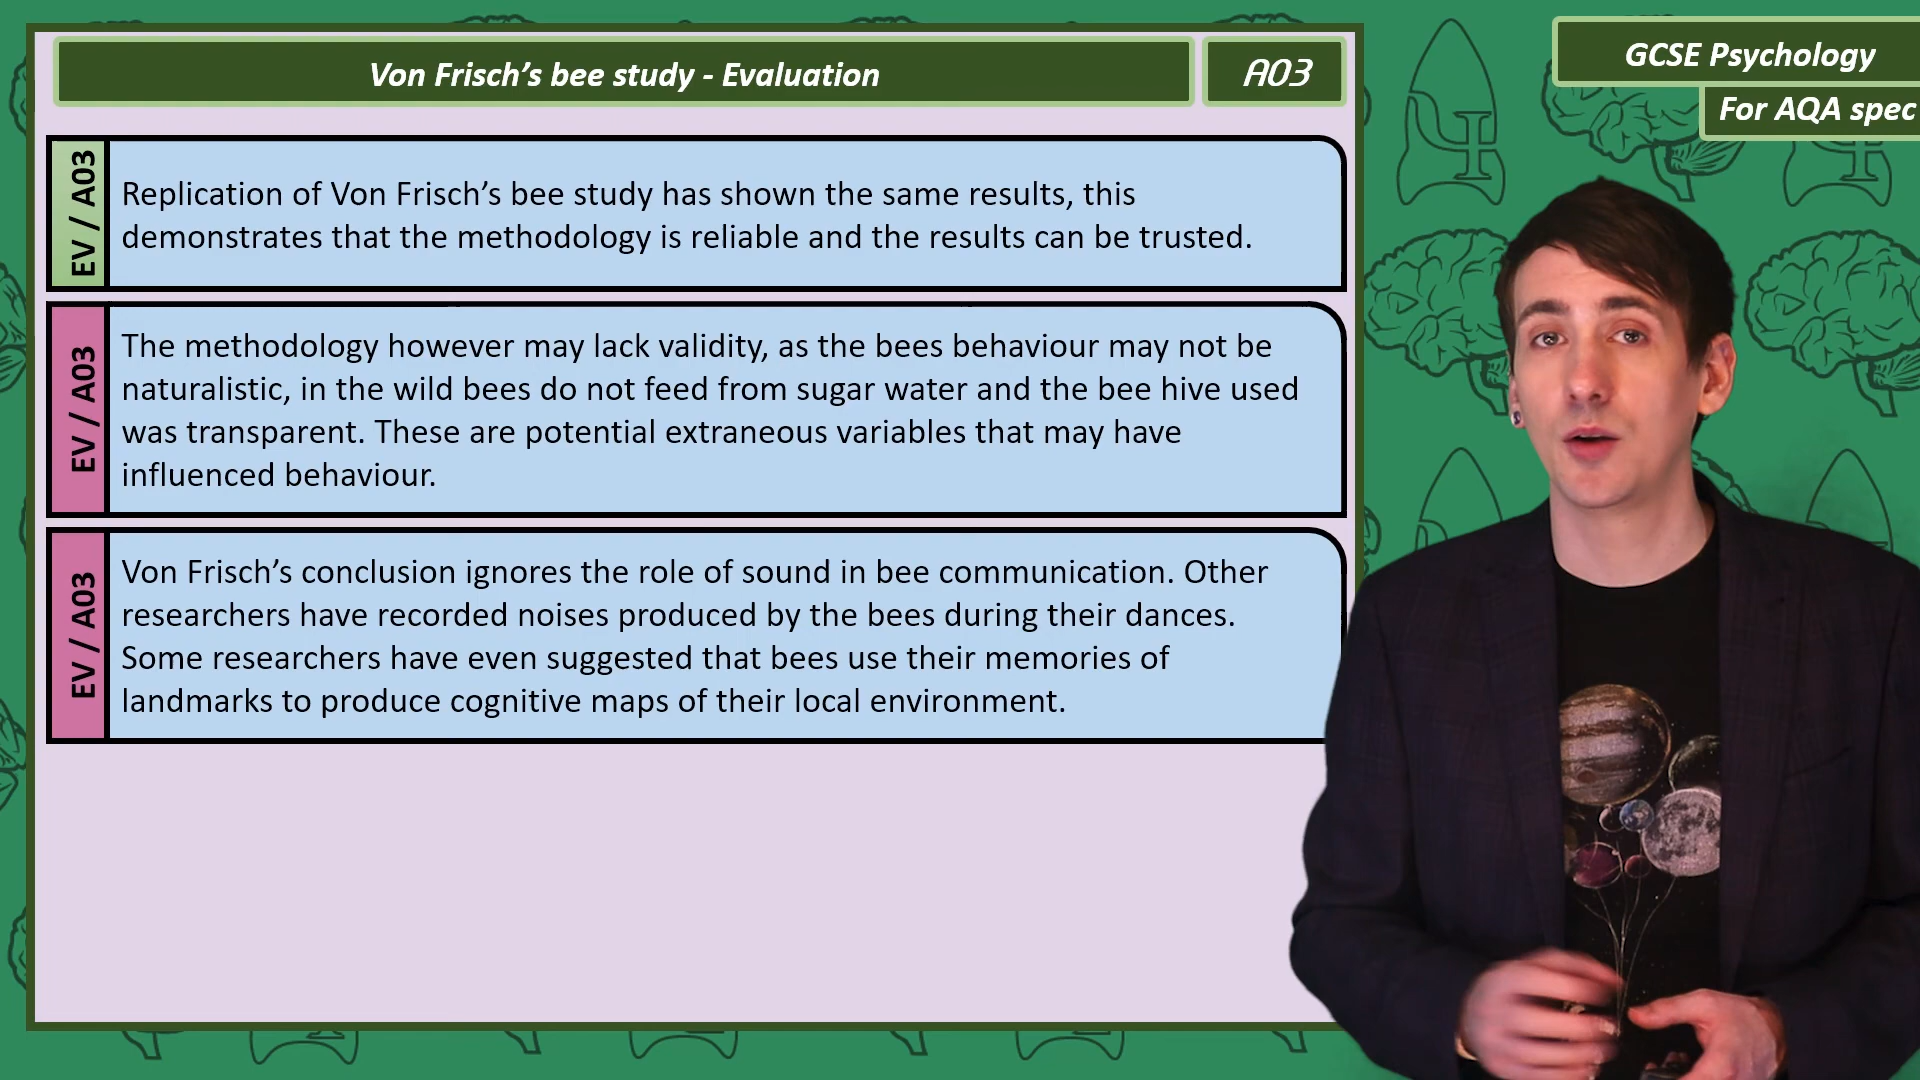 Von Frisch's bee study - Evaluation
A03
GCSE Psychology
For AQA spec
EV / A03
Replication of Von Frisch's bee study has shown the same results, this
demonstrates that the methodology is reliable and the results can be trusted.
EV / A03
The methodology however may lack validity, as the bees behaviour may not be
naturalistic, in the wild bees do not feed from sugar water and the bee hive used
was transparent. These are potential extraneous variables that may have
influenced behaviour.
EV / A03
Von Frisch's conclusion ignores the role of sound in bee communication. Other
researchers have recorded noises produced by the bees during their dances.
Some researchers have even suggested that bees use their memories of
landmarks to produce cognitive maps of their local environment.